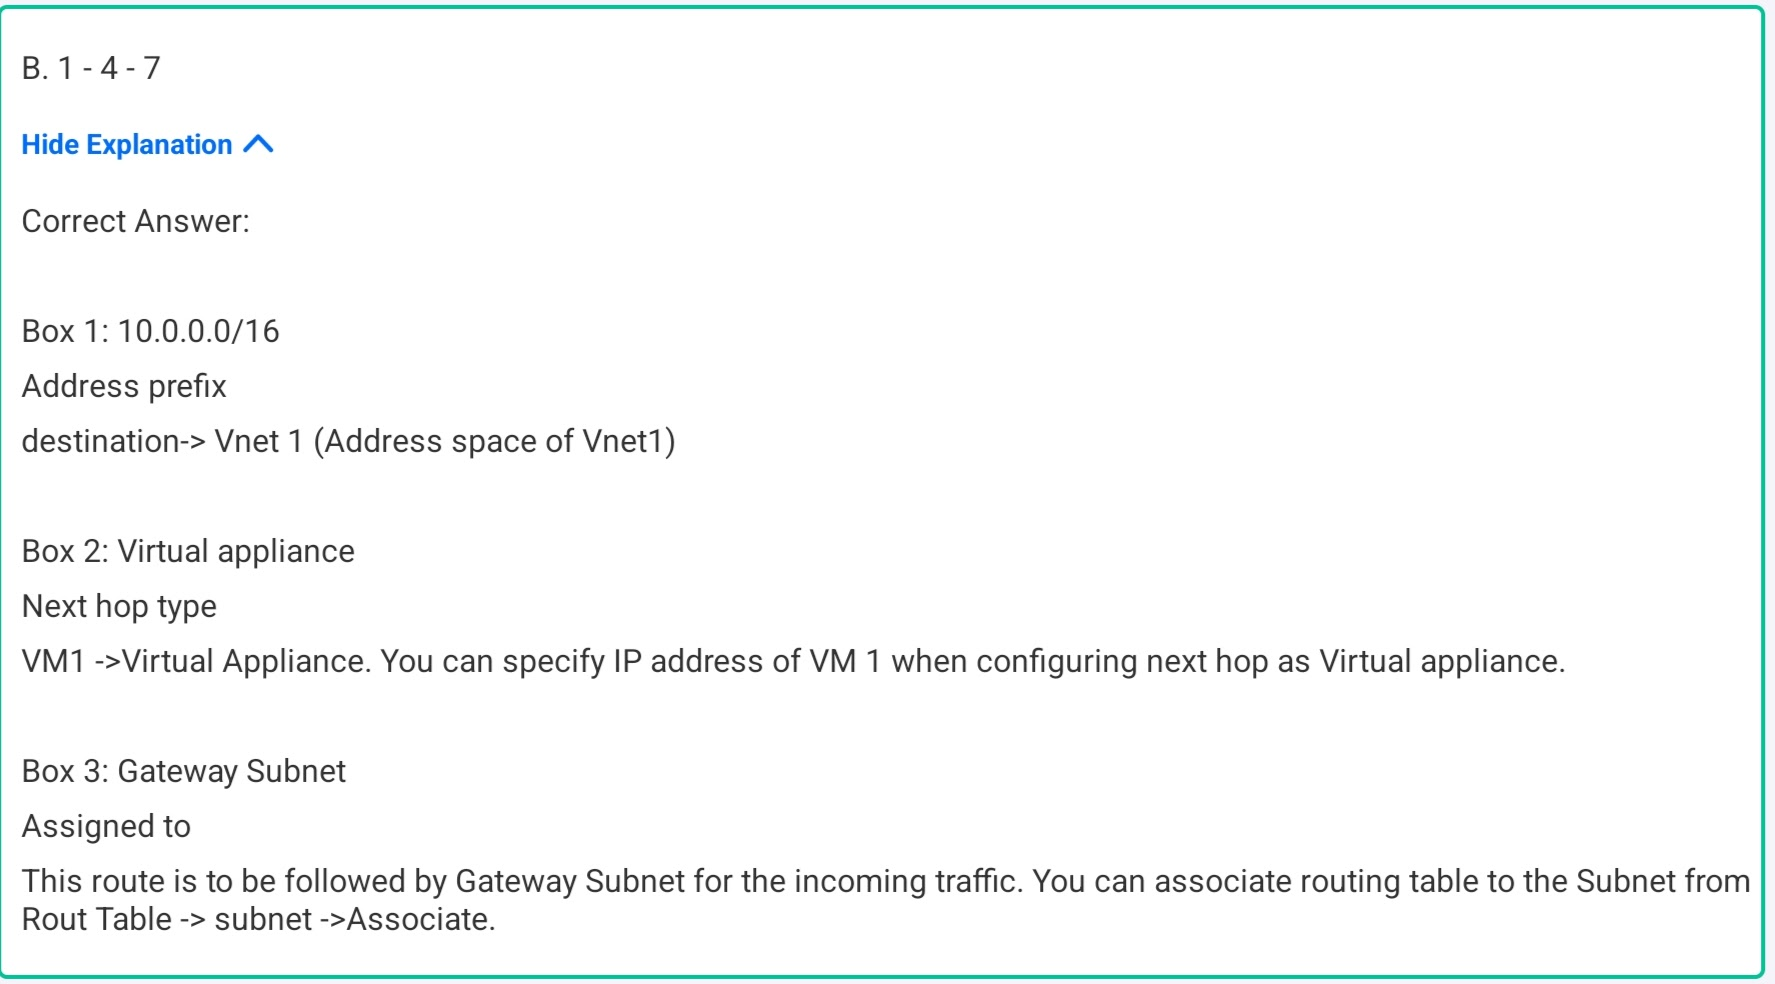 B. 1 - 4 - 7
Hide Explanation
Correct Answer:
Box 1: 10.0.0.0/16
Address prefix
destination-> Vnet 1 (Address space of Vnet1)
Box 2: Virtual appliance
Next hop type
VM1 ->Virtual Appliance. You can specify IP address of VM 1 when configuring next hop as Virtual appliance.
Box 3: Gateway Subnet
Assigned to
This route is to be followed by Gateway Subnet for the incoming traffic. You can associate routing table to the Subnet from
Rout Table -> subnet ->Associate.